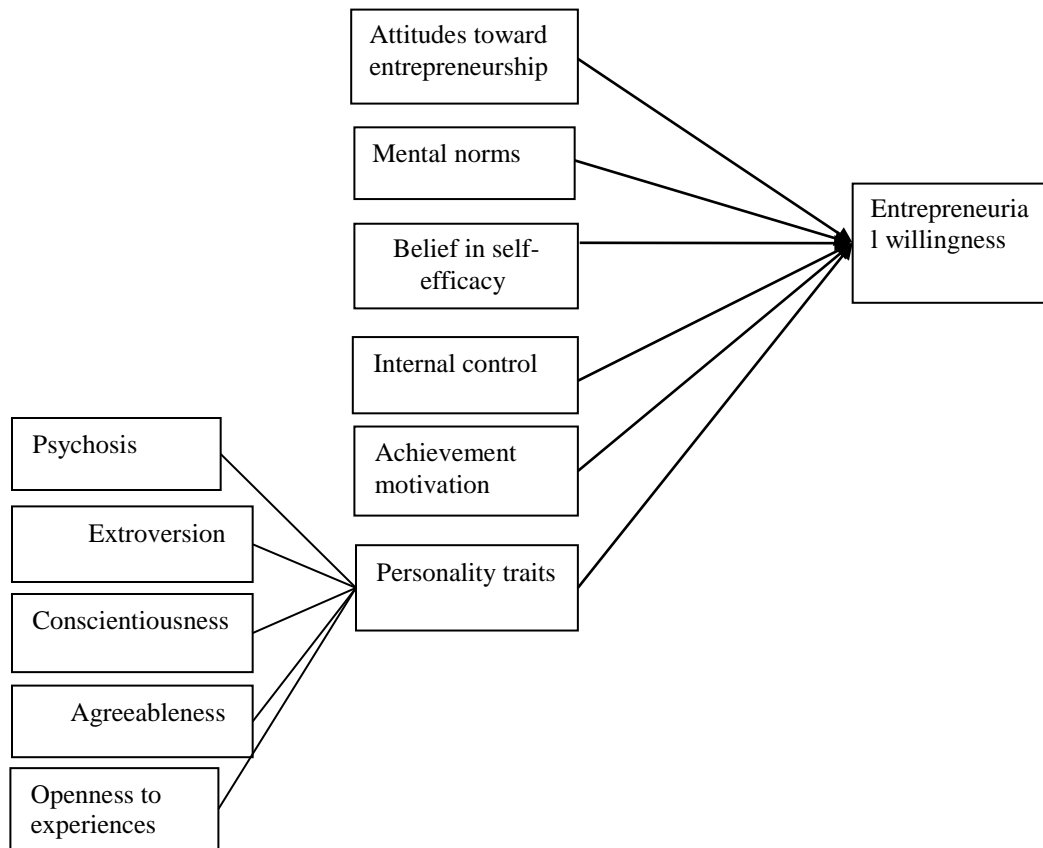 Attitudes toward
entrepreneurship
Mental norms
Entrepreneuria
l willingness
Belief in self-
efficacy
Internal control
Psychosis
Achievement
motivation
Extroversion
Personality traits
Conscientiousness
Agreeableness
Openness to
experiences